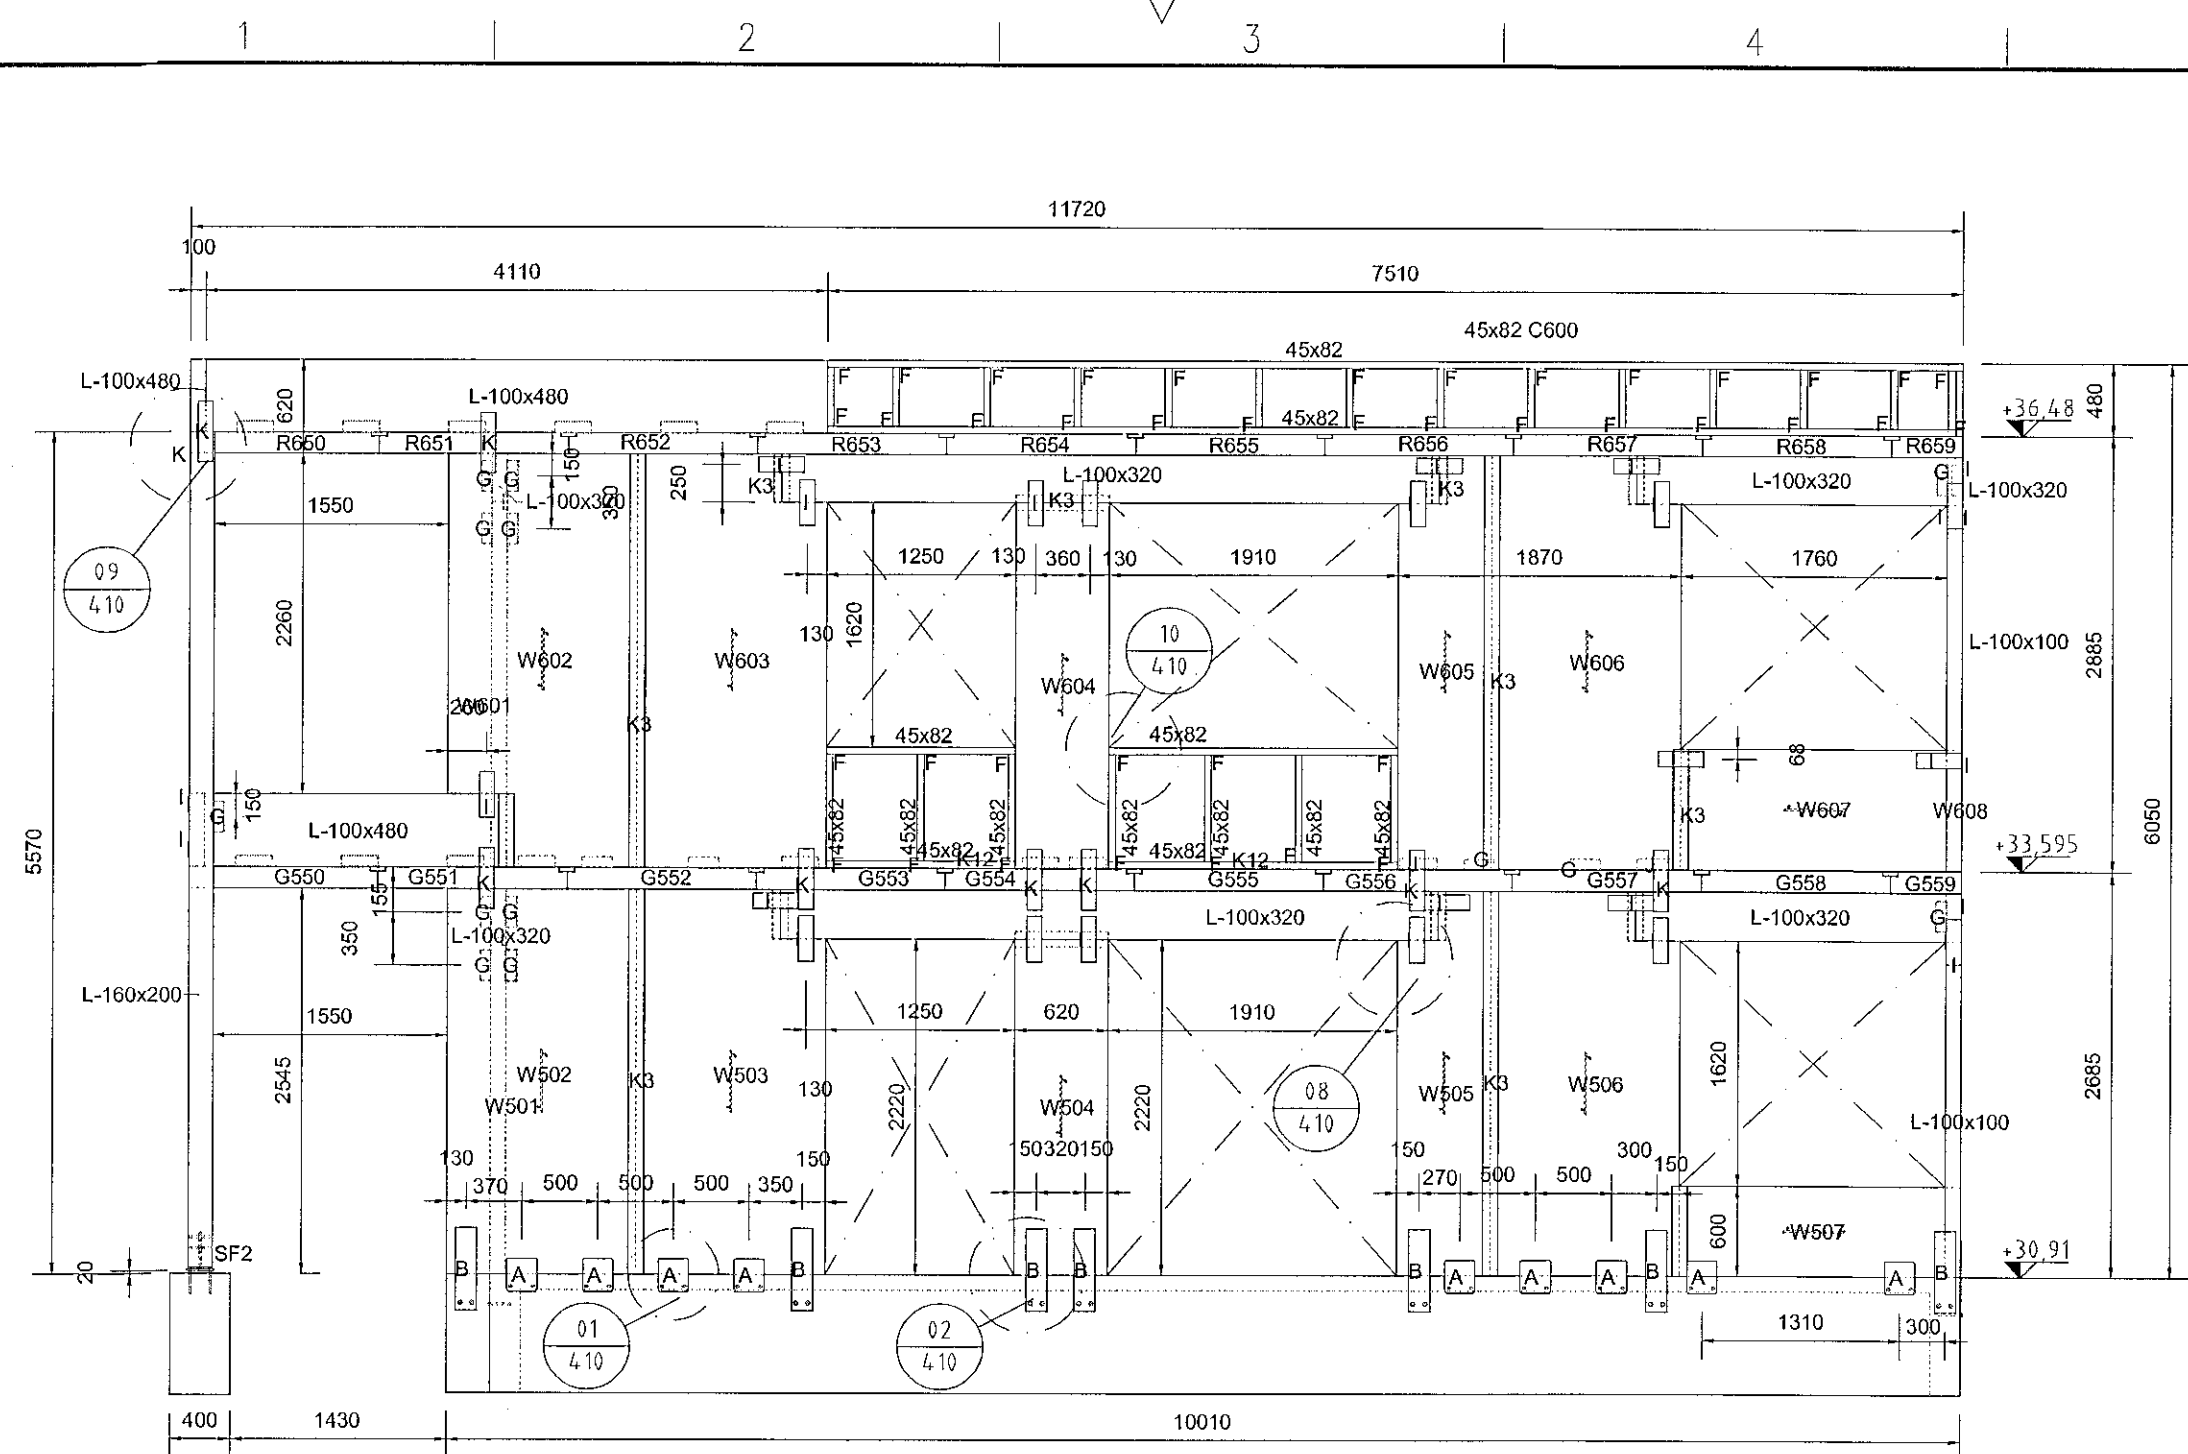 1 2 3 4
11720
100
4110 7510
45x82 C600
45x82
L-100x480
L-100x480
620
F F F F F F F F F F F F F
F F F F F F F F F F F F
45x82
480
+36,48
K
K
K
R650 R651 R652 R653 R654 R655 R656 R657 R658 R659
150
250
K3
L-100x320
K3
K3
L-100x320
G
I
L-100x320
G G
L-100x320
350
I
I
I
I
1550
G G
09
410
1250 130 360 130 1910 1870 1760
2260
130
1620
10
410
W602 W603 W604 W605 W606
L-100x100
2885
K3
K3
W601
45x82 45x82
68
F F F F F F
I
I
G
I
150
I
L-100x480
45x82 45x82 45x82 45x82 45x82 45x82
K3
W607
W608
45x82
K12
45x82
K12
F F F F F F
G
G
+33,595
5570
6050
G550 G551 G552 G553 G554 G555 G556 G557 G558 G559
K K K K K K
155
350
G G
L-100x320
G G
L-100x320
L-100x320
G
I
L-160x200
1550
1250 620 1910
2545
W502
K3
W503
130
W501
2220
W504
2220
08
410
W505
K3
W506
1620
L-100x100
2685
130
370 500 500 500 350
150
150 320 150
150
270 500 500
300
150
600
W507
SF2
20
+30,91
B A A A A B B B B A A A B A A B
01
410
02
410
1310 300
400 1430 10010